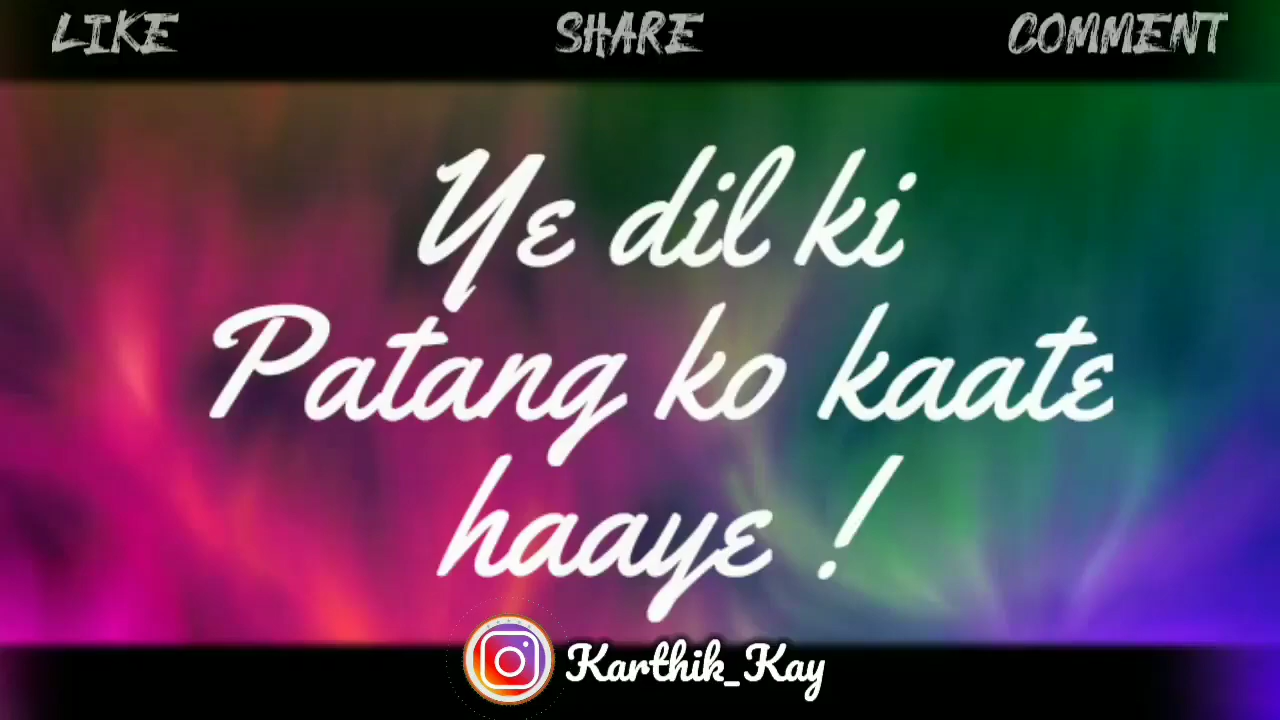 LIKE SHARE COMMENT
Ye dil ki
Patang ko kaate
haaye !
Karthik_Kay